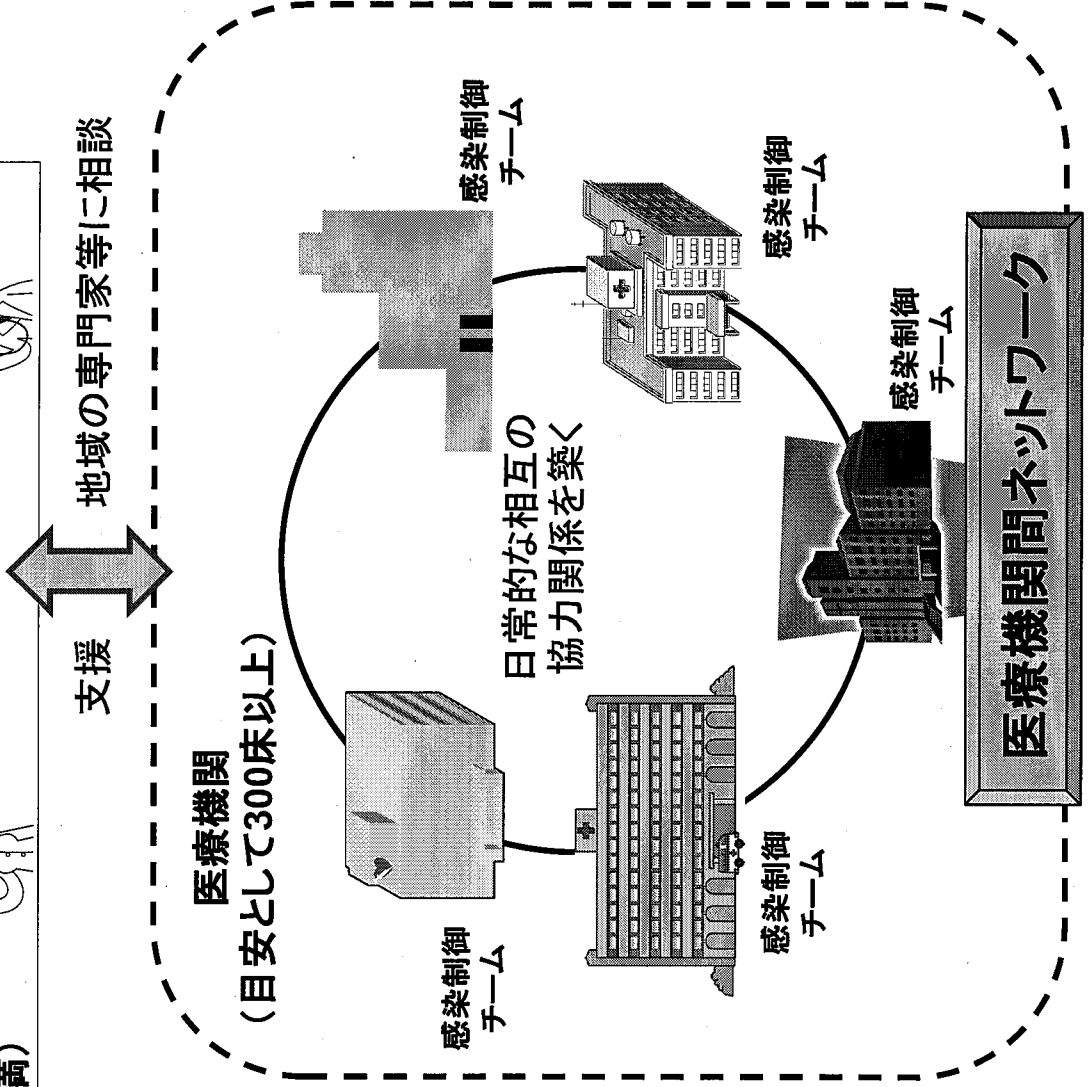 支援
地域の専門家等に相談
医療機関
(目安として300床以上)
感染制御
チーム
感染制御
チーム
日常的な相互の
協力関係を築く
感染制御
チーム
感染制御
チーム
感染制御
チーム
医療機関間ネットワーク